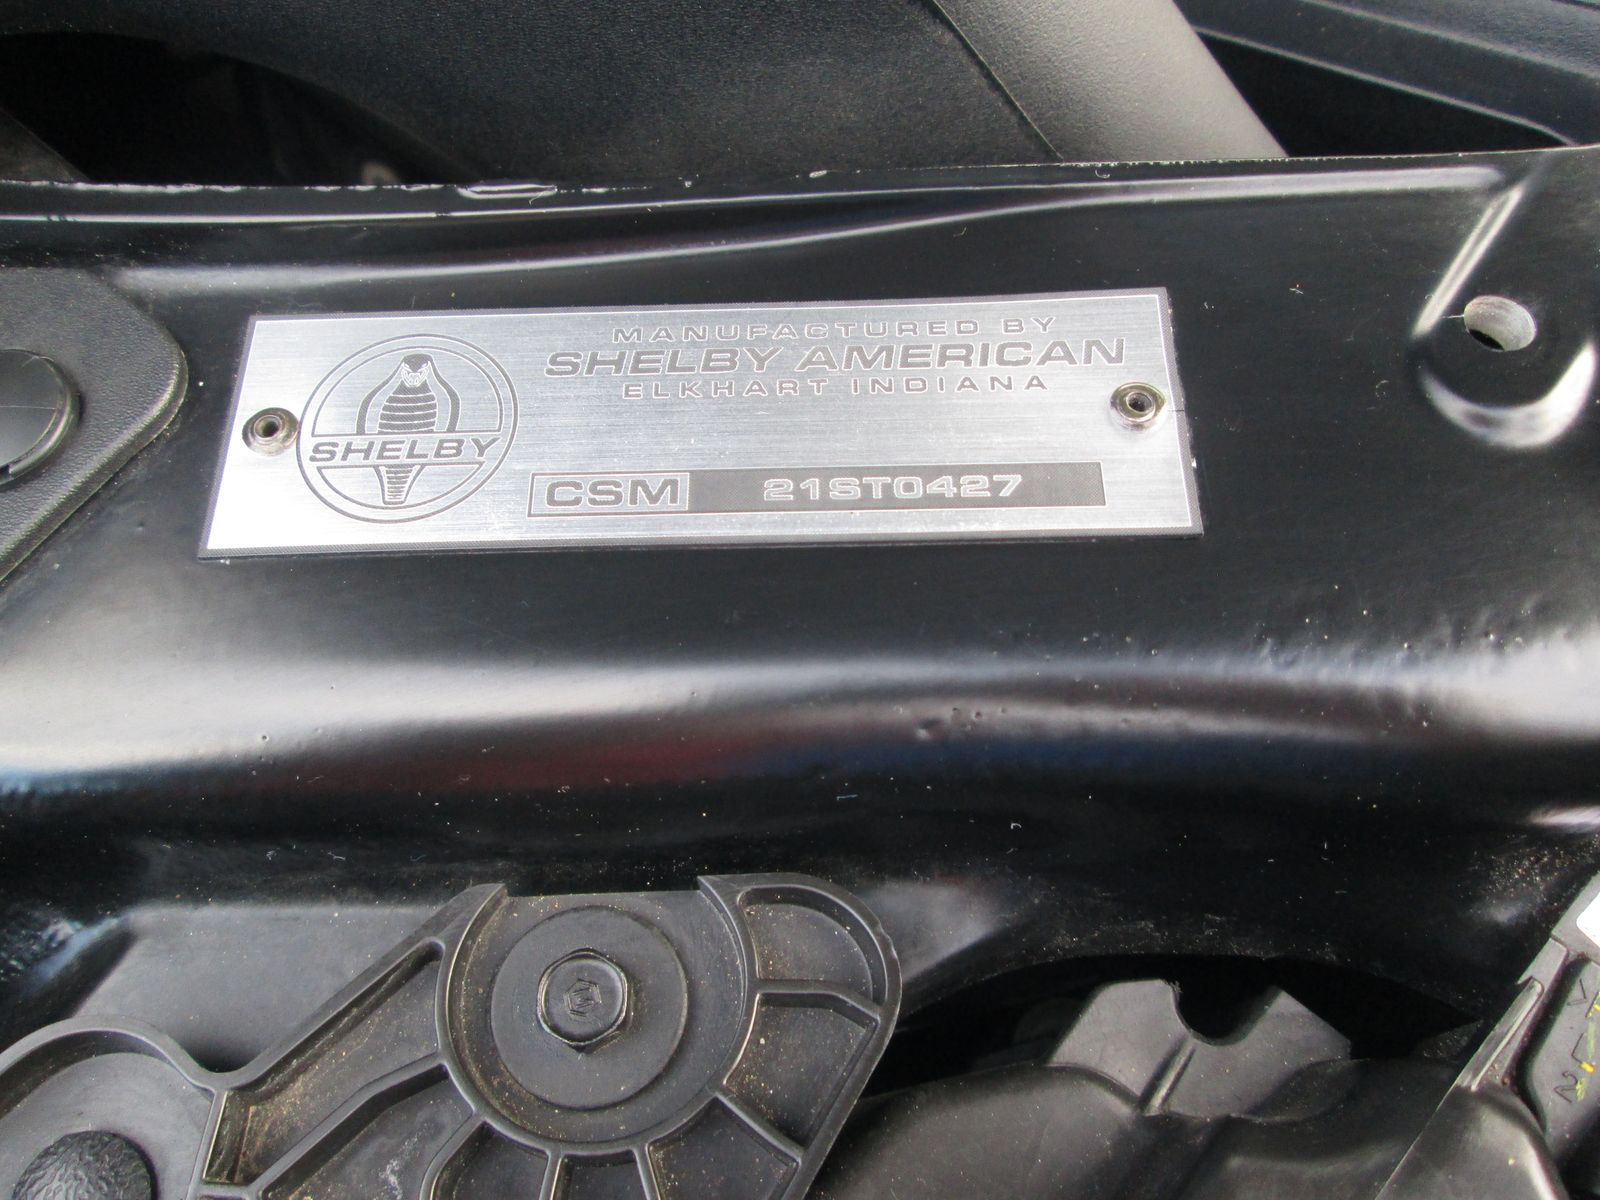 MANUFACTURED BY
SHELBY AMERICAN
ELKHART INDIANA
SHELBY
CSM 21ST0427